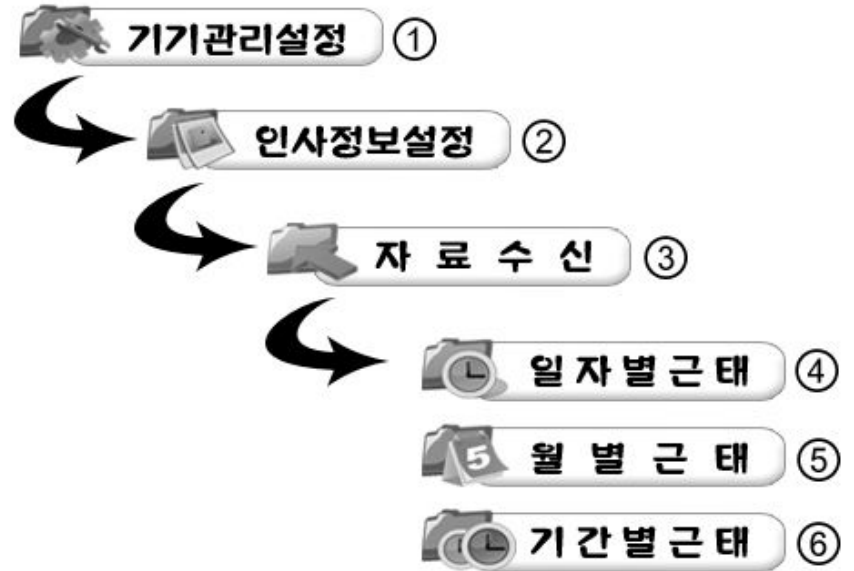 기기관리설정 ①
인사정보설정 ②
자 료 수 신 ③
일 자 별 근 태 ④
5 월 별 근 태 ⑤
기 간 별 근 태 ⑥